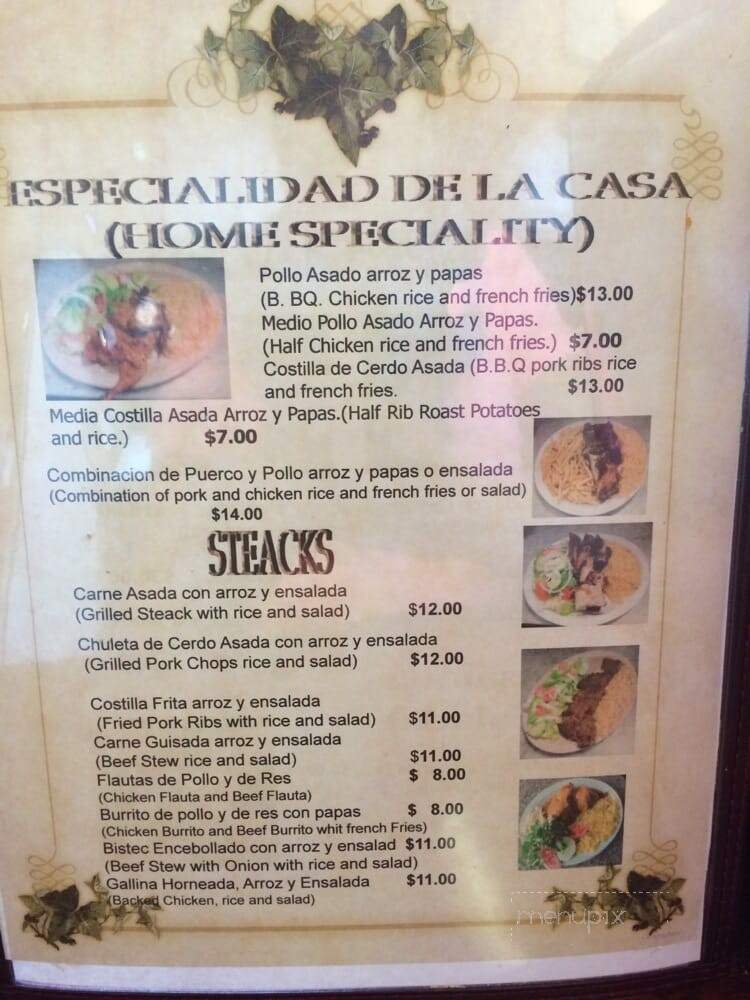 ESPECIALIDAD DE LA CASA
(HOME SPECIALITY)
Pollo Asado arroz y papas
(B. BQ. Chicken rice and french fries)$13.00
Medio Pollo Asado Arroz y Papas.
(Half Chicken rice and french fries.) $7.00
Costilla de Cerdo Asada (B.B.Q pork ribs rice
and french fries. $13.00
Media Costilla Asada Arroz y Papas.(Half Rib Roast Potatoes
and rice.) $7.00
Combinacion de Puerco y Pollo arroz y papas o ensalada
(Combination of pork and chicken rice and french fries or salad)
$14.00
STEACKS
Carne Asada con arroz y ensalada
(Grilled Steack with rice and salad) $12.00
Chuleta de Cerdo Asada con arroz y ensalada
(Grilled Pork Chops rice and salad) $12.00
Costilla Frita arroz y ensalada
(Fried Pork Ribs with rice and salad) $11.00
Carne Guisada arroz y ensalada
(Beef Stew rice and salad) $11.00
Flautas de Pollo y de Res $ 8.00
(Chicken Flauta and Beef Flauta)
Burrito de pollo y de res con papas $ 8.00
(Chicken Burrito and Beef Burrito whit french Fries)
Bistec Encebollado con arroz y ensalad $11.00
(Beef Stew with Onion with rice and salad)
Gallina Horneada, Arroz y Ensalada $11.00
(Backed Chicken, rice and salad)
menupix